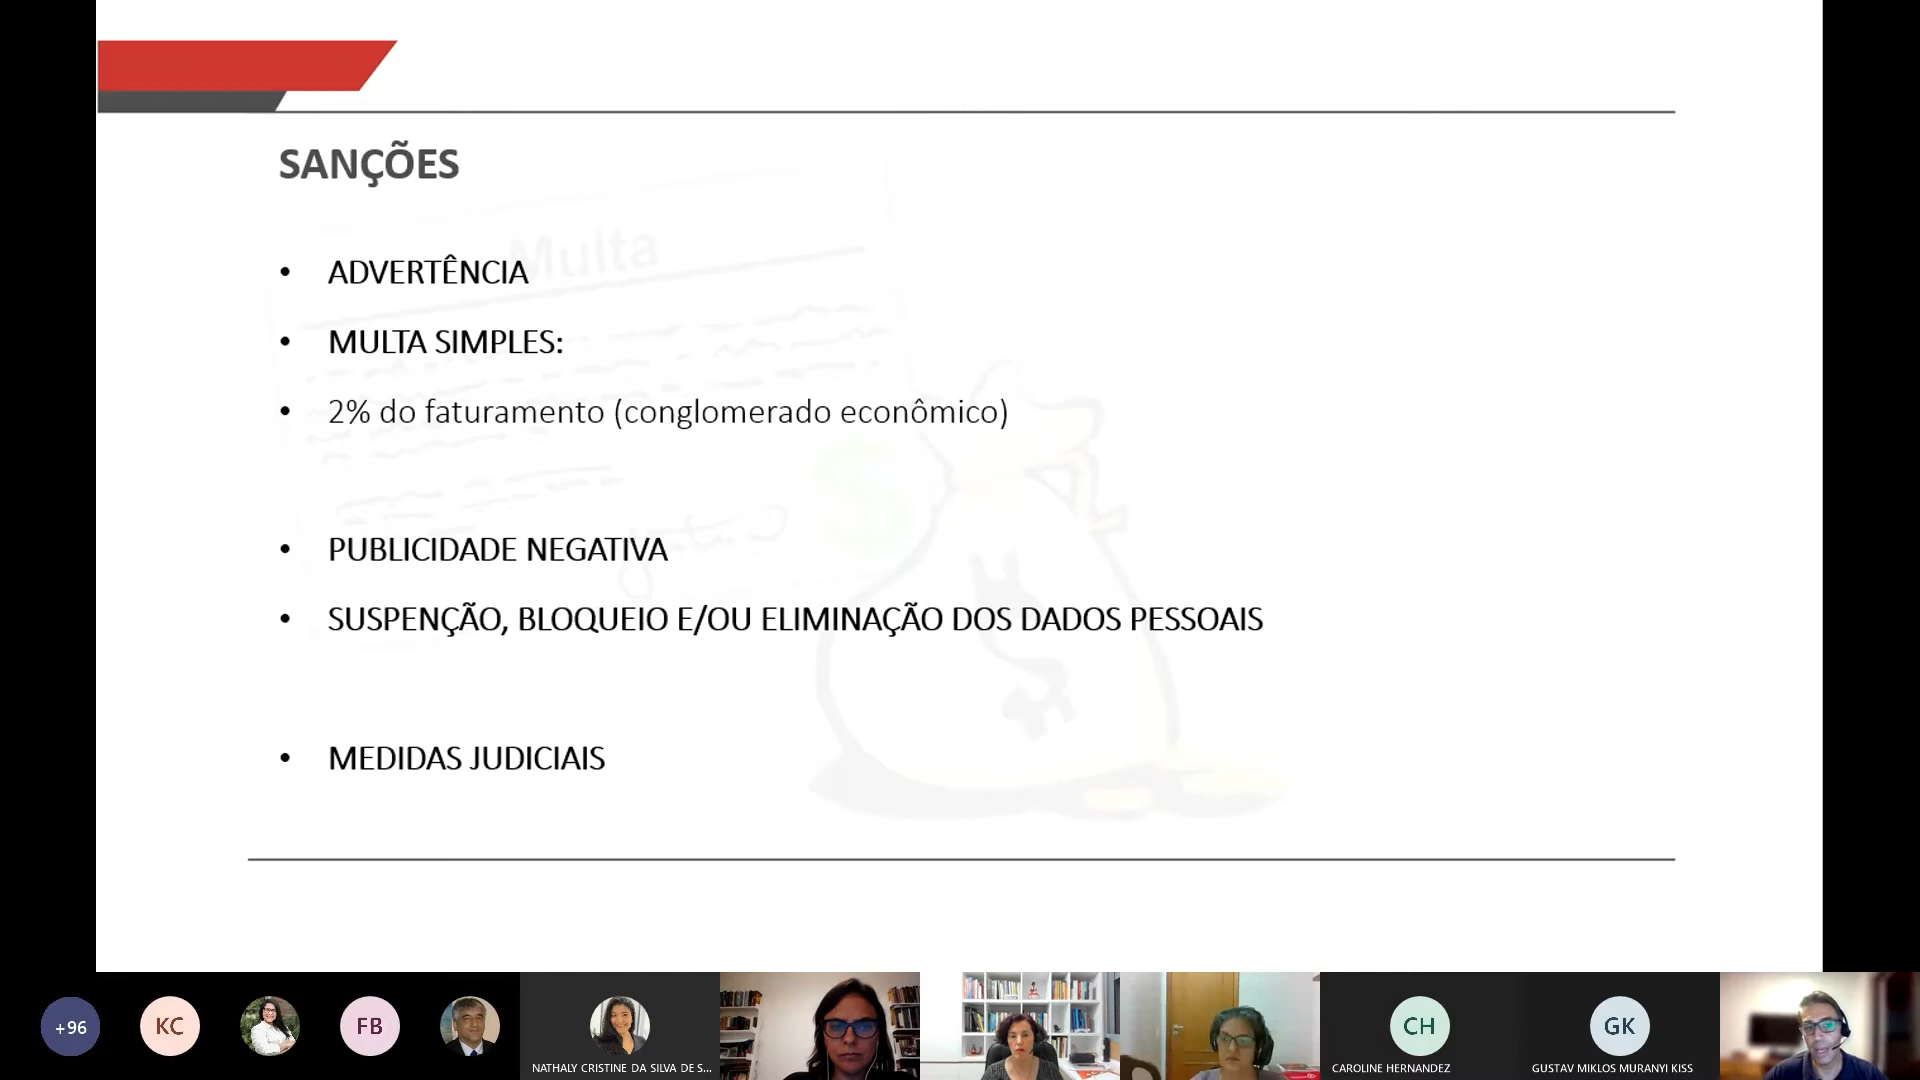 SANÇÕES
Multa
• ADVERTÊNCIA
• MULTA SIMPLES:
• 2% do faturamento (conglomerado econômico)
$
• PUBLICIDADE NEGATIVA
• SUSPENÇÃO, BLOQUEIO E/OU ELIMINAÇÃO DOS DADOS PESSOAIS
• MEDIDAS JUDICIAIS
+96
KC
FB
NATHALY CRISTINE DA SILVA DE S...
CH
CAROLINE HERNANDEZ
GK
GUSTAV MIKLOS MURANYI KISS